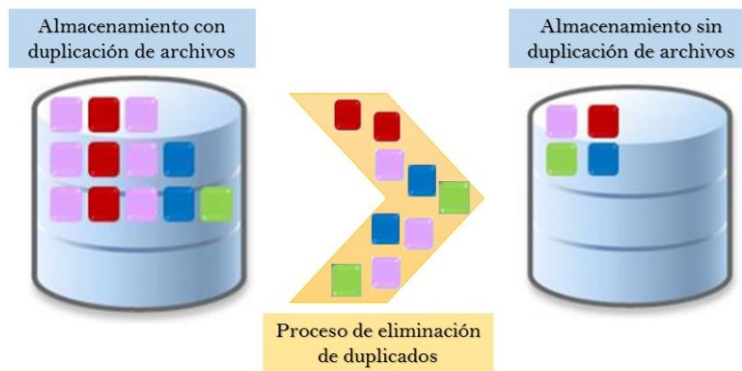 Almacenamiento con
duplicación de archivos
Almacenamiento sin
duplicación de archivos
Proceso de eliminación
de duplicados